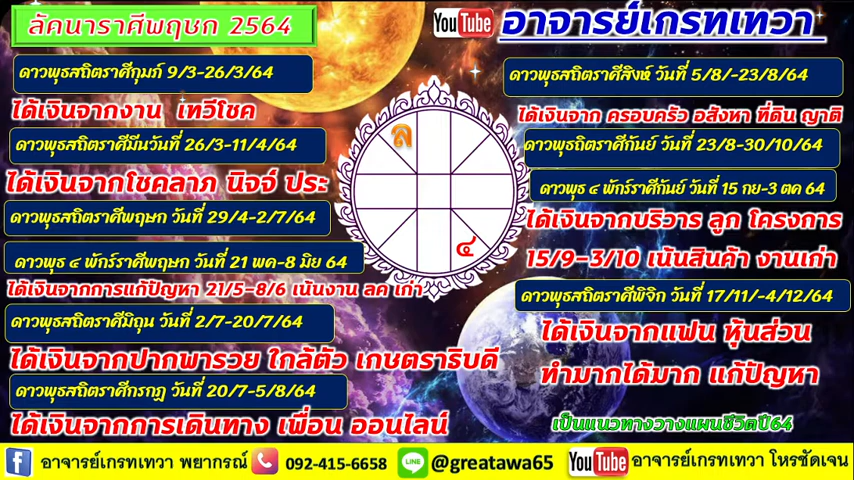 ลัคนาราศีพฤษก 2564
YouTube อาจารย์เกรทเทวา
ดาวพุธสถิตราศีกุมภ์ 9/3-26/3/64
ได้เงินจากงาน เทวีโชค
ดาวพุธสถิตราศีมีนวันที่ 26/3-11/4/64
ได้เงินจากโชคลาภ นิจจ์ ประ
ดาวพุธสถิตราศีพฤษก วันที่ 29/4-2/7/64
ดาวพุธ ๔ พักร์ราศีพฤษก วันที่ 21 พค-8 มิย 64
ได้เงินจากการแก้ปัญหา 21/5-8/6 เน้นงาน ลค เก่า
ดาวพุธสถิตราศีมิถุน วันที่ 2/7-20/7/64
ได้เงินจากปากพารวย ใกล้ตัว เกษตราธิบดี
ดาวพุธสถิตราศีกรกฎ วันที่ 20/7-5/8/64
ได้เงินจากการเดินทาง เพื่อน ออนไลน์
ล
๔
ดาวพุธสถิตราศีสิงห์ วันที่ 5/8/-23/8/64
ได้เงินจาก ครอบครัว อสังหา ที่ดิน ญาติ
ดาวพุธถิตราศีกันย์ วันที่ 23/8-30/10/64
ดาวพุธ ๔ พักร์ราศีกันย์ วันที่ 15 กย-3 ตค 64
ได้เงินจากบริวาร ลูก โครงการ
15/9-3/10 เน้นสินค้า งานเก่า
ดาวพุธสถิตราศีพิจิก วันที่ 17/11/-4/12/64
ได้เงินจากแฟน หุ้นส่วน
ทำมากได้มาก แก้ปัญหา
เป็นแนวทางวางแผนชีวิตปี64
f อาจารย์เกรทเทวา พยากรณ์ 092-415-6658 LINE @greatawa65 YouTube อาจารย์เกรทเทวา โหรชัดเจน